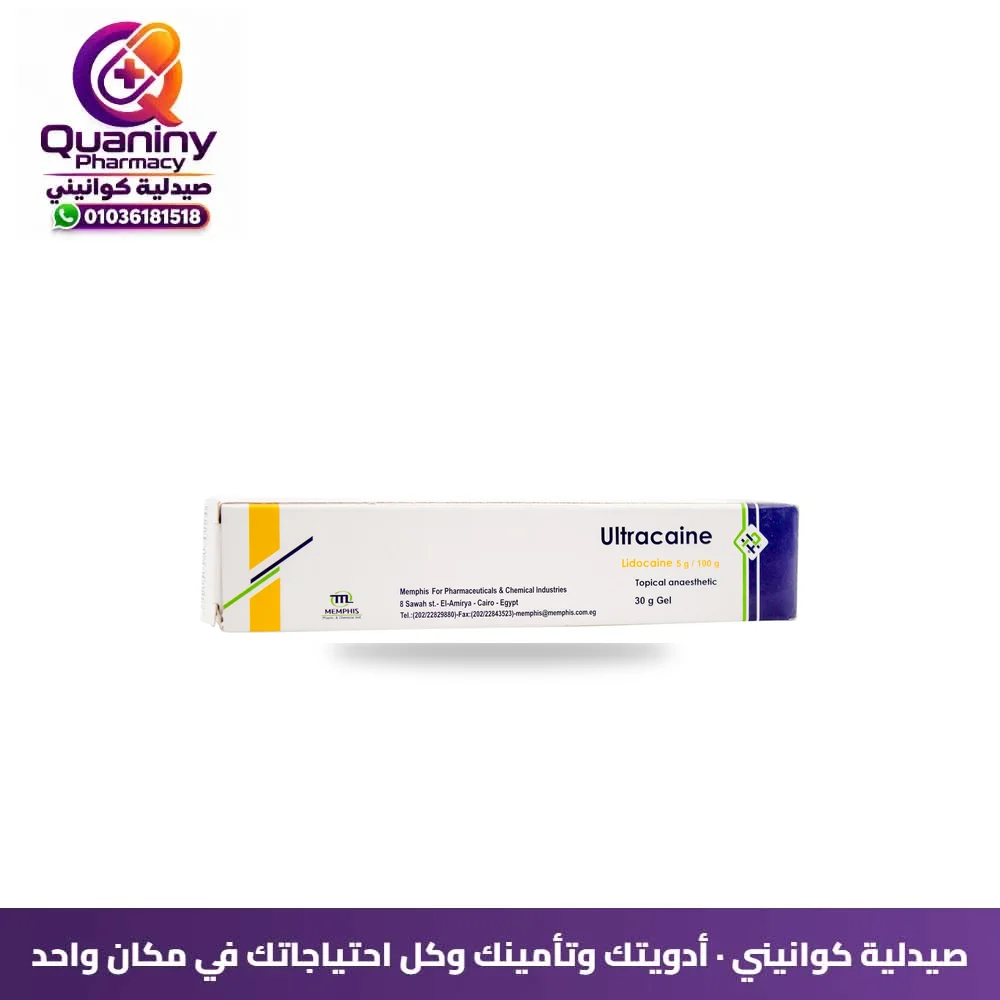 Quaniny
Pharmacy
صيدلية كوانيني
01036181518
Ultracaine
Lidocaine 5 g / 100 g
Topical anaesthetic
30 g Gel
Memphis For Pharmaceuticals & Chemical Industries
8 Sawah st.- El-Amirya - Cairo - Egypt
Tel.:(202/22829880)-Fax:(202/22843523)-memphis@memphis.com.eg
MEMPHIS
صيدلية كوانيني · أدويتك وتأمينك وكل احتياجاتك في مكان واحد